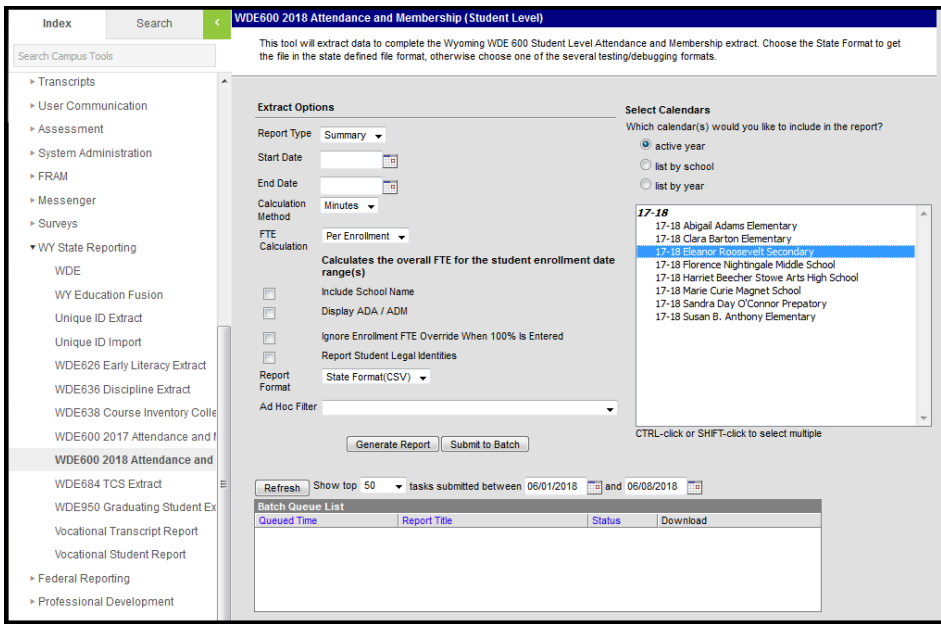 Index
Search
<
Search Campus Tools
Transcripts
User Communication
Assessment
System Administration
FRAM
Messenger
Surveys
WY State Reporting
WDE
WY Education Fusion
Unique ID Extract
Unique ID Import
WDE626 Early Literacy Extract
WDE636 Discipline Extract
WDE638 Course Inventory Colle
WDE600 2017 Attendance and
WDE600 2018 Attendance and
WDE684 TCS Extract
WDE950 Graduating Student Ex
Vocational Transcript Report
Vocational Student Report
Federal Reporting
Professional Development
WDE600 2018 Attendance and Membership (Student Level)
This tool will extract data to complete the Wyoming WDE 600 Student Level Attendance and Membership extract. Choose the State Format to get
the file in the state defined file format, otherwise choose one of the several testing/debugging formats.
Extract Options
Report Type Summary
Start Date
End Date
Calculation
Method Minutes
FTE
Calculation Per Enrollment
Calculates the overall FTE for the student enrollment date
range(s)
Include School Name
Display ADA / ADM
Ignore Enrollment FTE Override When 100% Is Entered
Report Student Legal Identities
Report
Format State Format(CSV)
Ad Hoc Filter
Generate Report Submit to Batch
Select Calendars
Which calendar(s) would you like to include in the report?
active year
list by school
list by year
17-18
17-18 Abigail Adams Elementary
17-18 Clara Barton Elementary
17-18 Eleanor Roosevelt Secondary
17-18 Florence Nightingale Middle School
17-18 Harriet Beecher Stowe Arts High School
17-18 Marie Curie Magnet School
17-18 Sandra Day O'Connor Prepatory
17-18 Susan B. Anthony Elementary
CTRL-click or SHIFT-click to select multiple
Refresh Show top 50 tasks submitted between 06/01/2018 and 06/08/2018
Batch Queue List
Queued Time Report Title Status Download